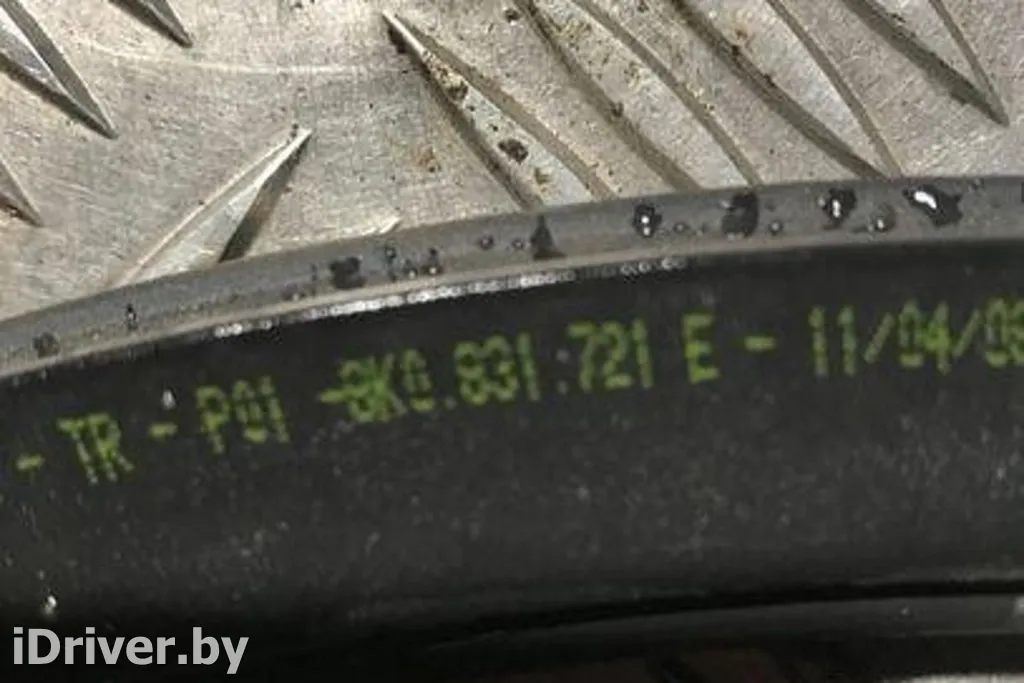 - TR - P01 -8K0.831.721 E - 11/04/08
iDriver.by